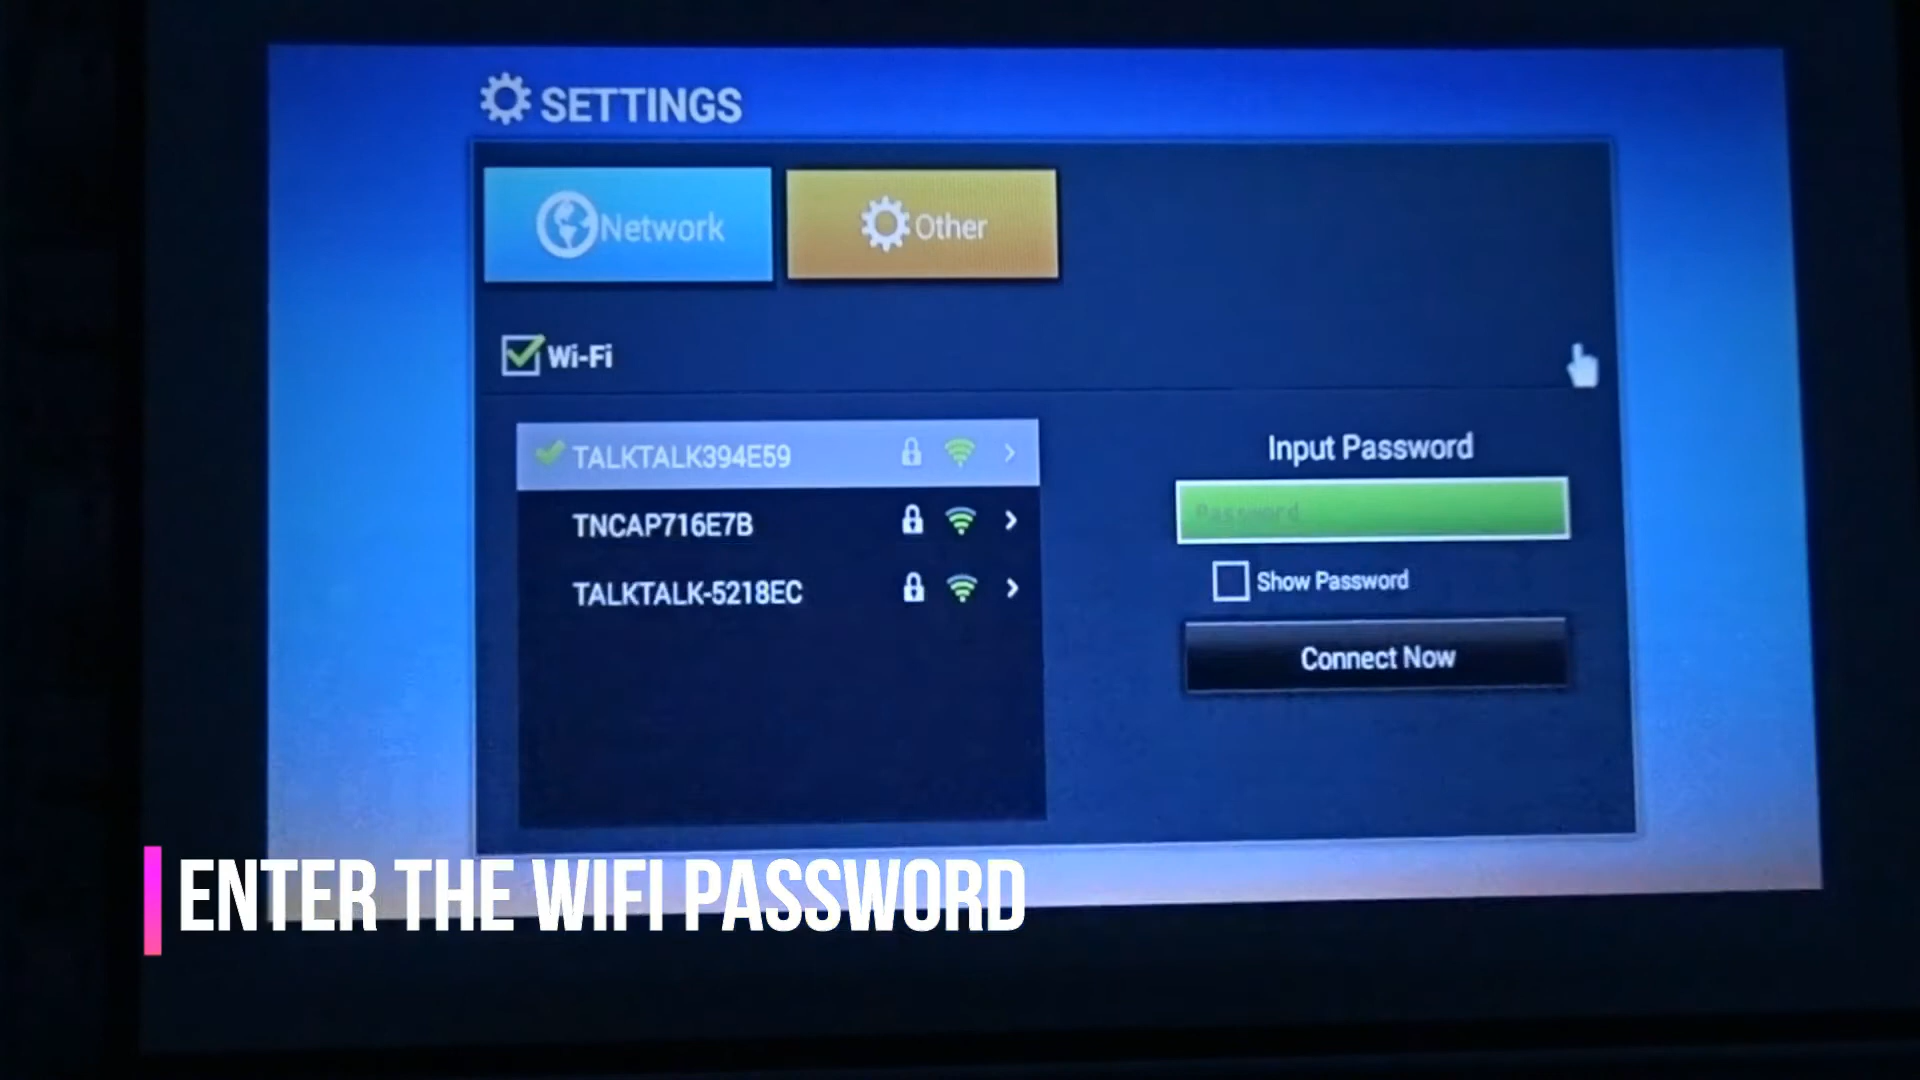 SETTINGS
Network
Other
Wi-Fi
TALKTALK394E59
TNCAP716E7B
TALKTALK-5218EC
Input Password
Password
Show Password
Connect Now
ENTER THE WIFI PASSWORD